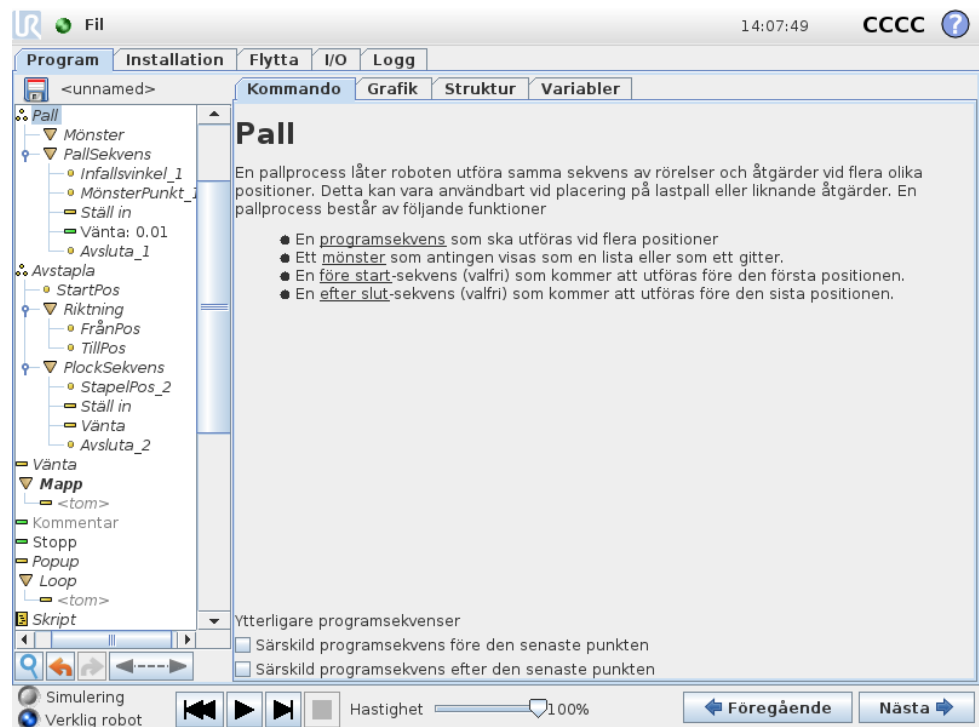 UR Fil 14:07:49 CCCC ?
Program Installation Flytta I/O Logg
<unnamed>
Kommando Grafik Struktur Variabler
Pall
Mönster
PallSekvens
Infallsvinkel_1
MönsterPunkt_1
Ställ in
Vänta: 0.01
Avsluta_1
Avstapla
StartPos
Riktning
FrånPos
TillPos
PlockSekvens
StapelPos_2
Ställ in
Vänta
Avsluta_2
Vänta
Mapp
<tom>
Kommentar
Stopp
Popup
Loop
<tom>
Skript
Pall
En pallprocess låter roboten utföra samma sekvens av rörelser och åtgärder vid flera olika
positioner. Detta kan vara användbart vid placering på lastpall eller liknande åtgärder. En
pallprocess består av följande funktioner
En programsekvens som ska utföras vid flera positioner
Ett mönster som antingen visas som en lista eller som ett gitter.
En före start-sekvens (valfri) som kommer att utföras före den första positionen.
En efter slut-sekvens (valfri) som kommer att utföras före den sista positionen.
Ytterligare programsekvenser
Särskild programsekvens före den senaste punkten
Särskild programsekvens efter den senaste punkten
Simulering
Verklig robot
Hastighet 100%
Föregående Nästa